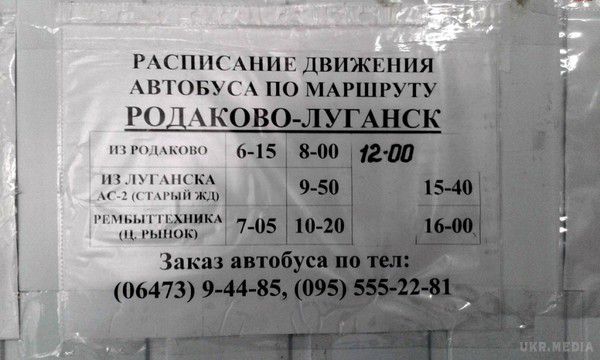 РАСПИСАНИЕ ДВИЖЕНИЯ
АВТОБУСА ПО МАРШРУТУ
РОДАКОВО-ЛУГАНСК
ИЗ РОДАКОВО 6-15 8-00 12-00
ИЗ ЛУГАНСКА
АС-2 (СТАРЫЙ ЖД) 9-50 15-40
РЕМБЫТТЕХНИКА
(Ц. РЫНОК) 7-05 10-20 16-00
Заказ автобуса по тел:
(06473) 9-44-85, (095) 555-22-81
UKR.MEDIA